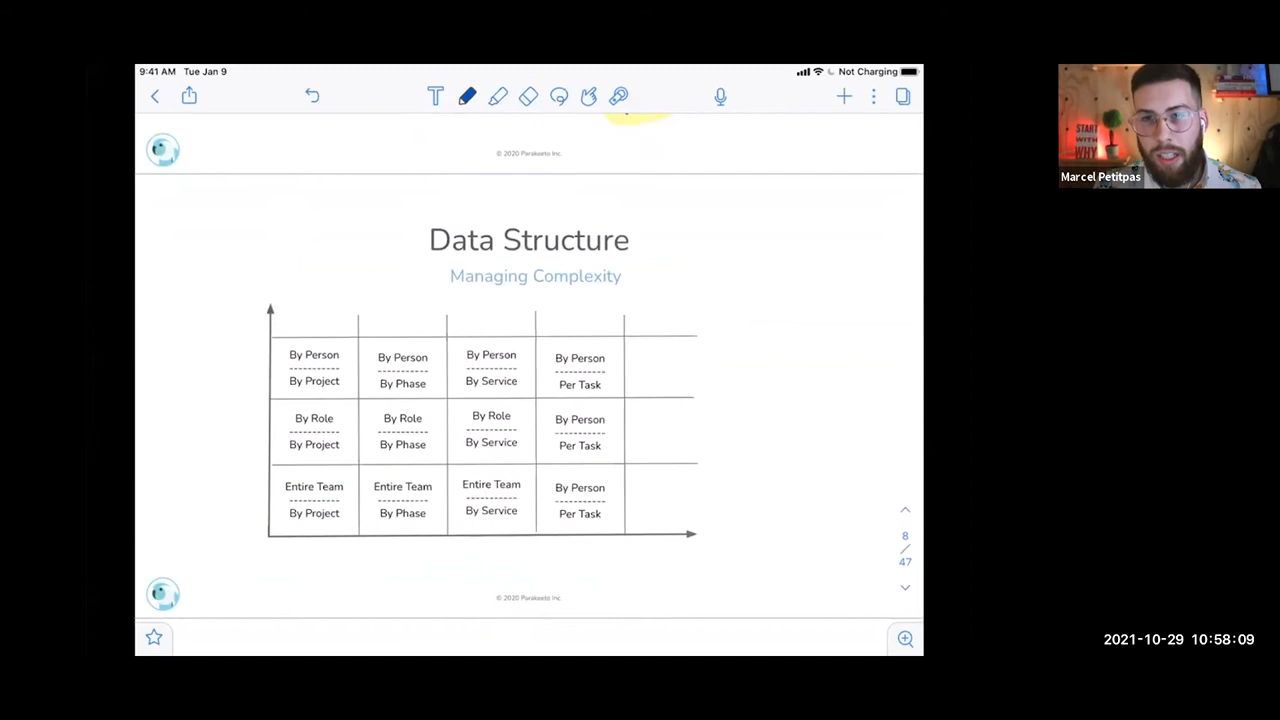 9:41 AM Tue Jan 9
Not Charging
T
© 2020 Parakeeto Inc.
START
WITH
WHY
Marcel Petitpas
Data Structure
Managing Complexity
By Person By Person By Person By Person
By Project By Phase By Service Per Task
By Role By Role By Role By Person
By Project By Phase By Service Per Task
Entire Team Entire Team Entire Team By Person
By Project By Phase By Service Per Task
8
/
47
© 2020 Parakeeto Inc.
2021-10-29 10:58:09